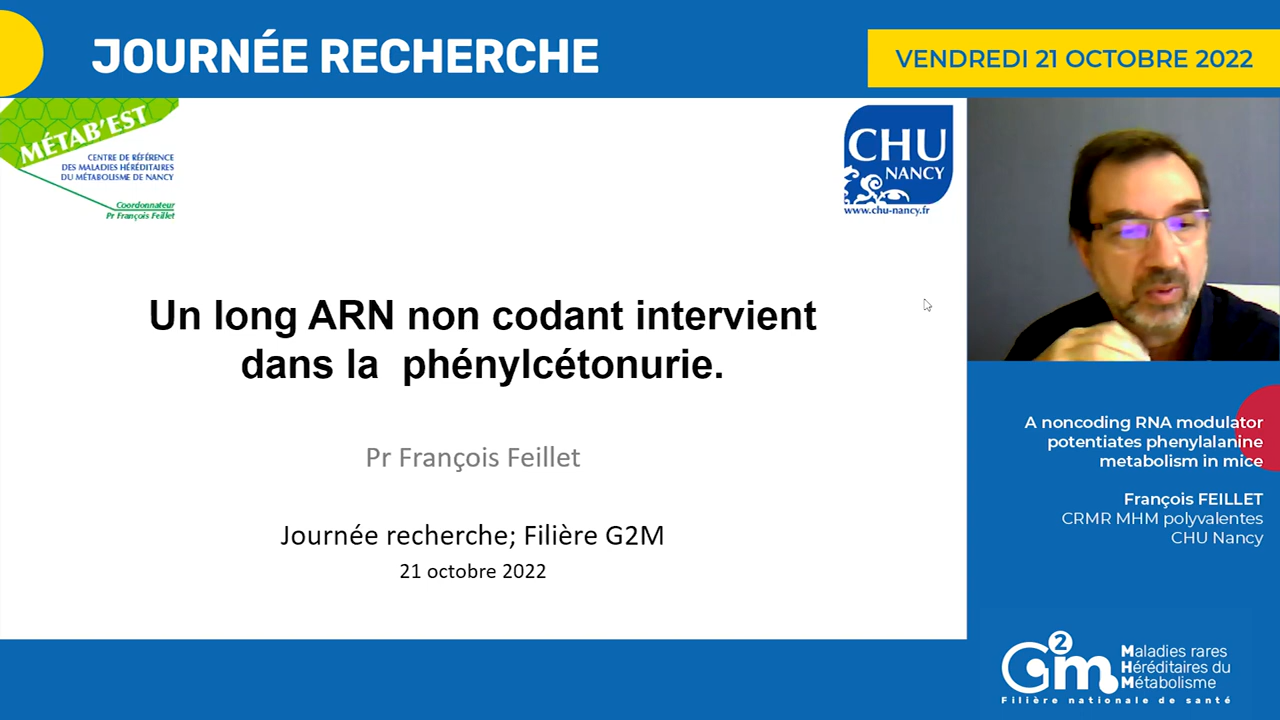 JOURNÉE RECHERCHE
VENDREDI 21 OCTOBRE 2022
MÉTAB'EST
CENTRE DE RÉFÉRENCE
DES MALADIES HÉRÉDITAIRES
DU MÉTABOLISME DE NANCY
Coordonnateur
Pr François Feillet
CHU
NANCY
www.chu-nancy.fr
Un long ARN non codant intervient
dans la phénylcétonurie.
Pr François Feillet
Journée recherche; Filière G2M
21 octobre 2022
A noncoding RNA modulator
potentiates phenylalanine
metabolism in mice
François FEILLET
CRMR MHM polyvalentes
CHU Nancy
G2m
Maladies rares
Héréditaires du
Métabolisme
Filière nationale de santé